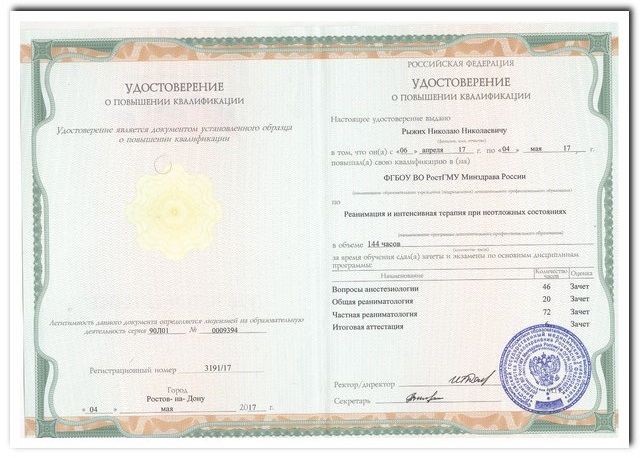 УДОСТОВЕРЕНИЕ
О ПОВЫШЕНИИ КВАЛИФИКАЦИИ
Удостоверение является документом установленного образца
о повышении квалификации
Легитимность данного документа определяется лицензией на образовательную
деятельность серия 90Л01 № 0009394
Регистрационный номер 3191/17
Город
Ростов- на- Дону
« 04 » мая 2017 г.
РОССИЙСКАЯ ФЕДЕРАЦИЯ
УДОСТОВЕРЕНИЕ
О ПОВЫШЕНИИ КВАЛИФИКАЦИИ
Настоящее удостоверение выдано
Рыжих Николаю Николаевичу
(фамилия, имя, отчество)
в том, что он(а) с «06» апреля 17 г. по «04» мая 17 г.
повышал(а) свою квалификацию в (на)
ФГБОУ ВО РостГМУ Минздрава России
(наименование образовательного учреждения (подразделения) дополнительного профессионального образования)
по
Реанимация и интенсивная терапия при неотложных состояниях
(наименование программы дополнительного профессионального образования)
в объеме 144 часов
(количество часов)
за время обучения сдал(а) зачеты и экзамены по основным дисциплинам
программы:
Наименование Количество часов Оценка
Вопросы анестезиологии 46 Зачет
Общая реаниматология 20 Зачет
Частная реаниматология 72 Зачет
Итоговая аттестация 6 Зачет
Ректор/директор
Секретарь